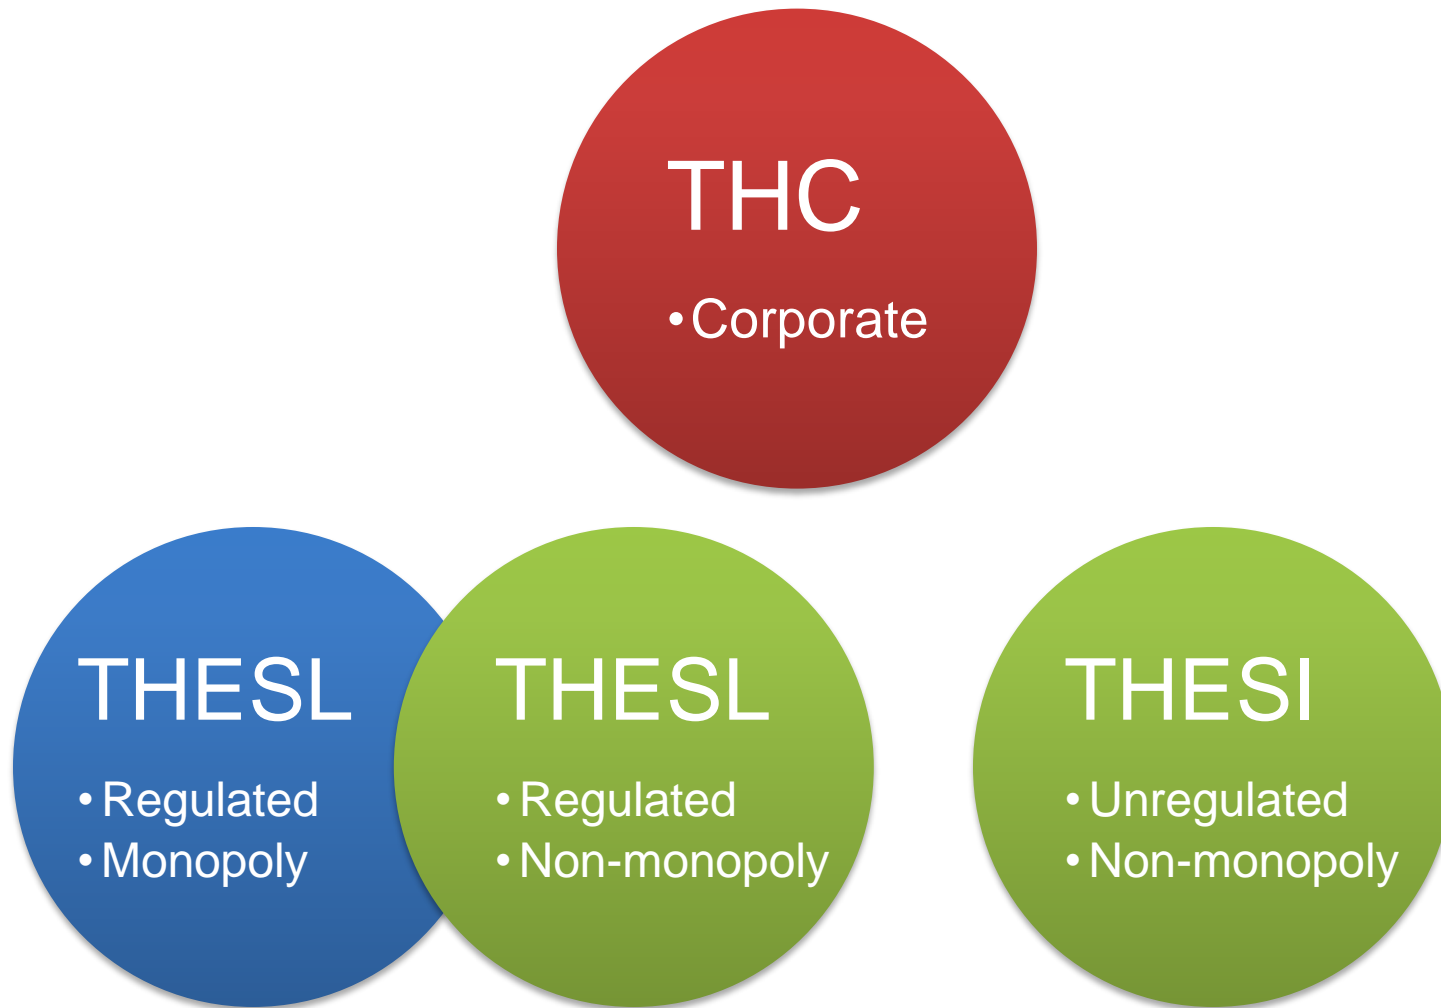 THC
•Corporate
THESL
•Regulated
•Monopoly
THESL
•Regulated
•Non-monopoly
THESI
•Unregulated
•Non-monopoly